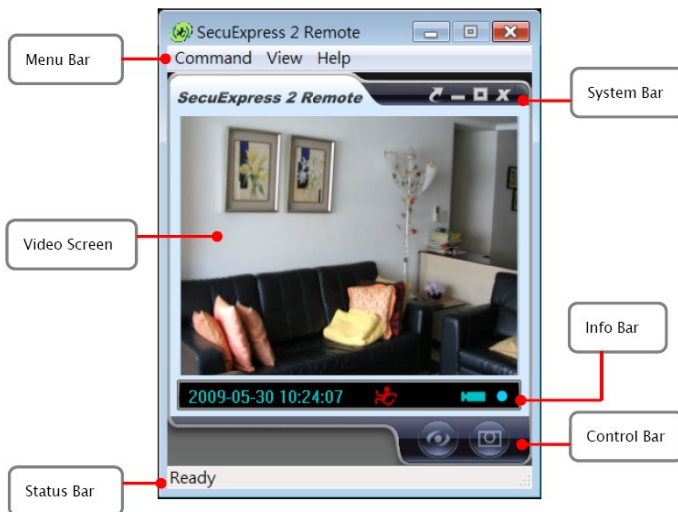 SecuExpress 2 Remote
Menu Bar
Command View Help
System Bar
SecuExpress 2 Remote
Video Screen
Info Bar
2009-05-30 10:24:07
Control Bar
Ready
Status Bar